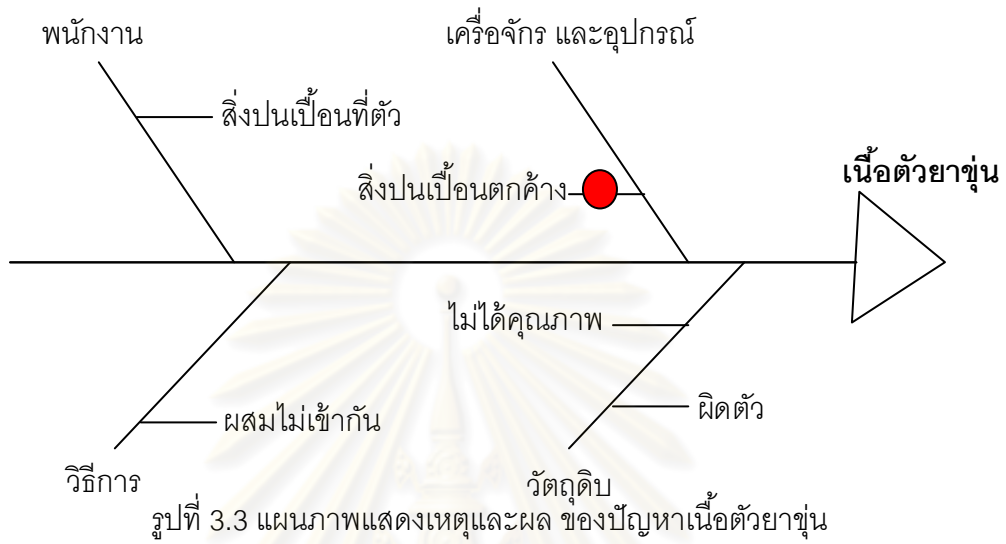 พนักงาน
เครื่อจักร และอุปกรณ์
สิ่งปนเปื้อนที่ตัว
สิ่งปนเปื้อนตกค้าง
เนื้อตัวยาขุ่น
ไม่ได้คุณภาพ
ผิดตัว
ผสมไม่เข้ากัน
วิธีการ
วัตถุดิบ
รูปที่ 3.3 แผนภาพแสดงเหตุและผล ของปัญหาเนื้อตัวยาขุ่น